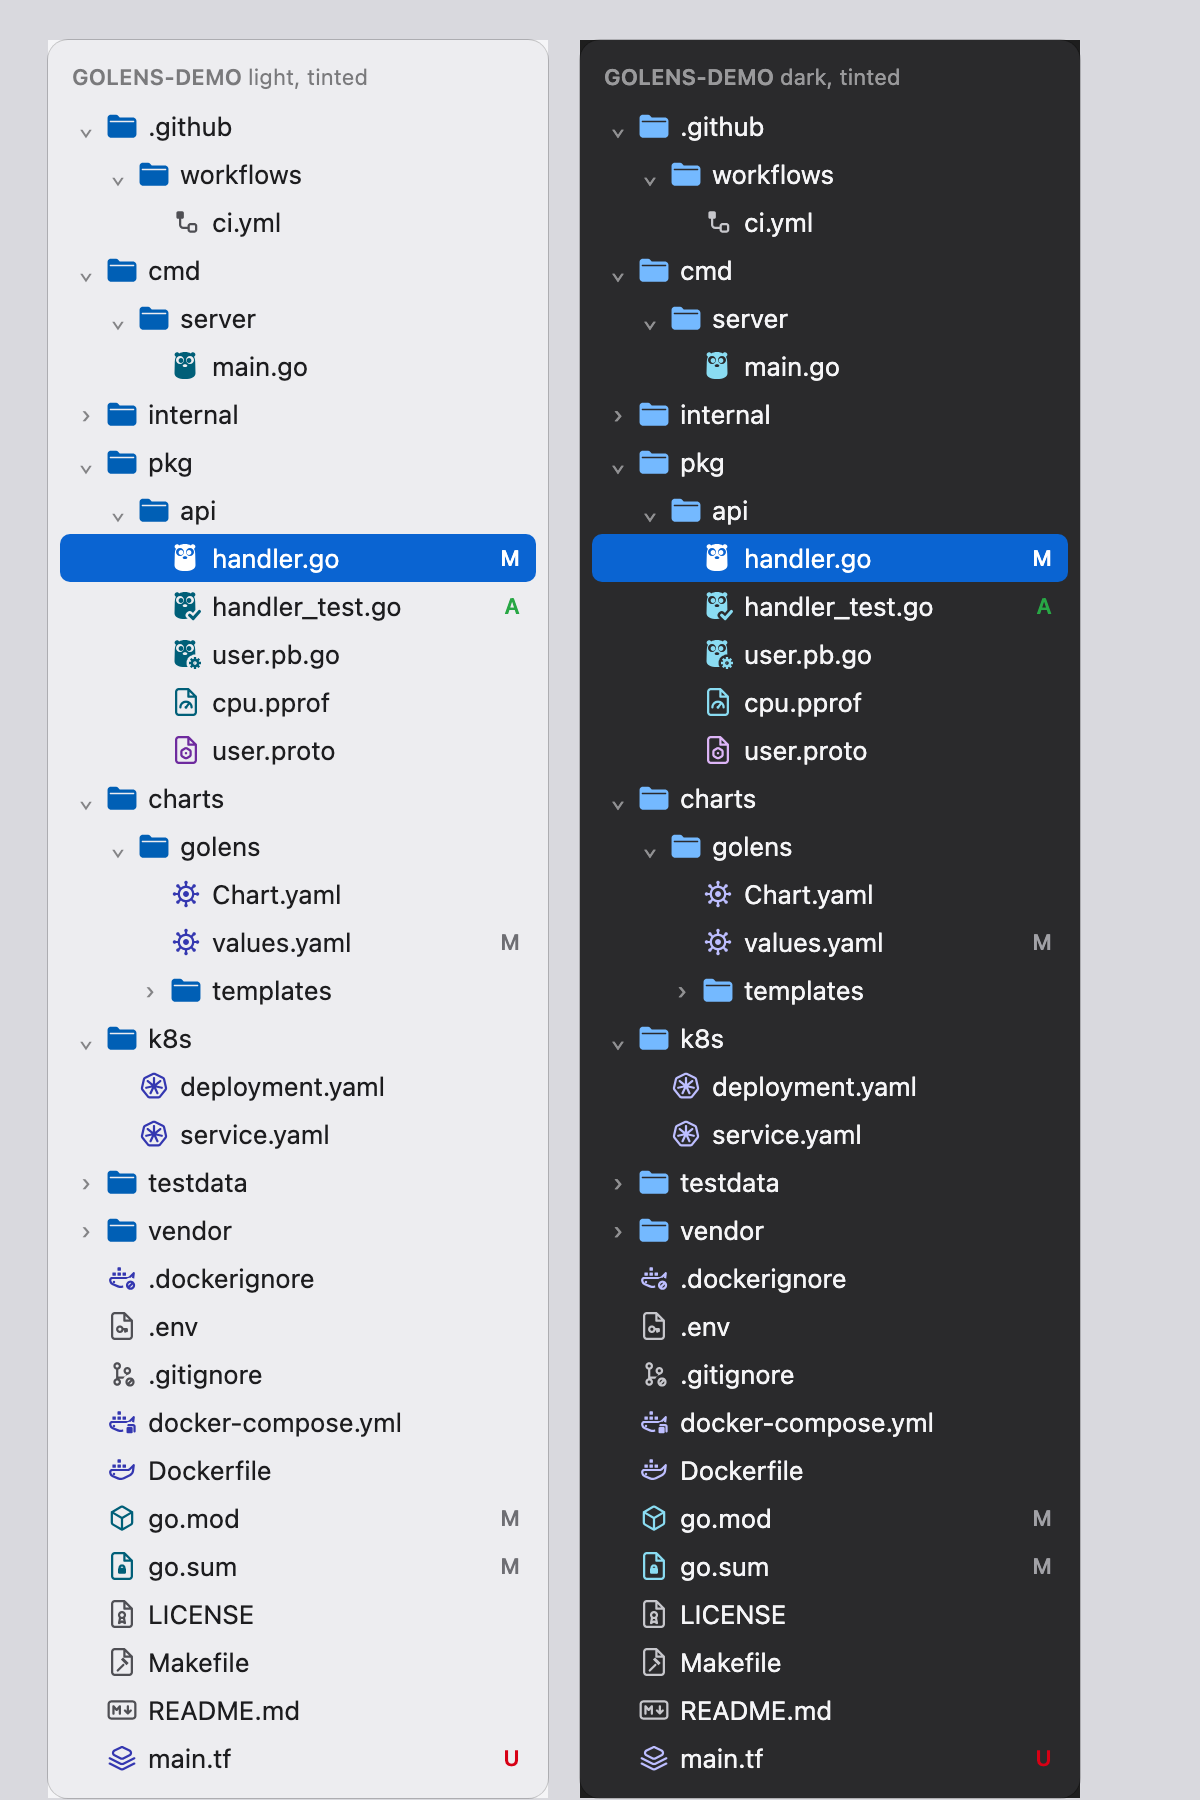 GOLENS-DEMO light, tinted
.github
workflows
ci.yml
cmd
server
main.go
internal
pkg
api
handler.go M
handler_test.go A
user.pb.go
cpu.pprof
user.proto
charts
golens
Chart.yaml
values.yaml M
templates
k8s
deployment.yaml
service.yaml
testdata
vendor
.dockerignore
.env
.gitignore
docker-compose.yml
Dockerfile
go.mod M
go.sum M
LICENSE
Makefile
README.md
main.tf U
GOLENS-DEMO dark, tinted
.github
workflows
ci.yml
cmd
server
main.go
internal
pkg
api
handler.go M
handler_test.go A
user.pb.go
cpu.pprof
user.proto
charts
golens
Chart.yaml
values.yaml M
templates
k8s
deployment.yaml
service.yaml
testdata
vendor
.dockerignore
.env
.gitignore
docker-compose.yml
Dockerfile
go.mod M
go.sum M
LICENSE
Makefile
README.md
main.tf U